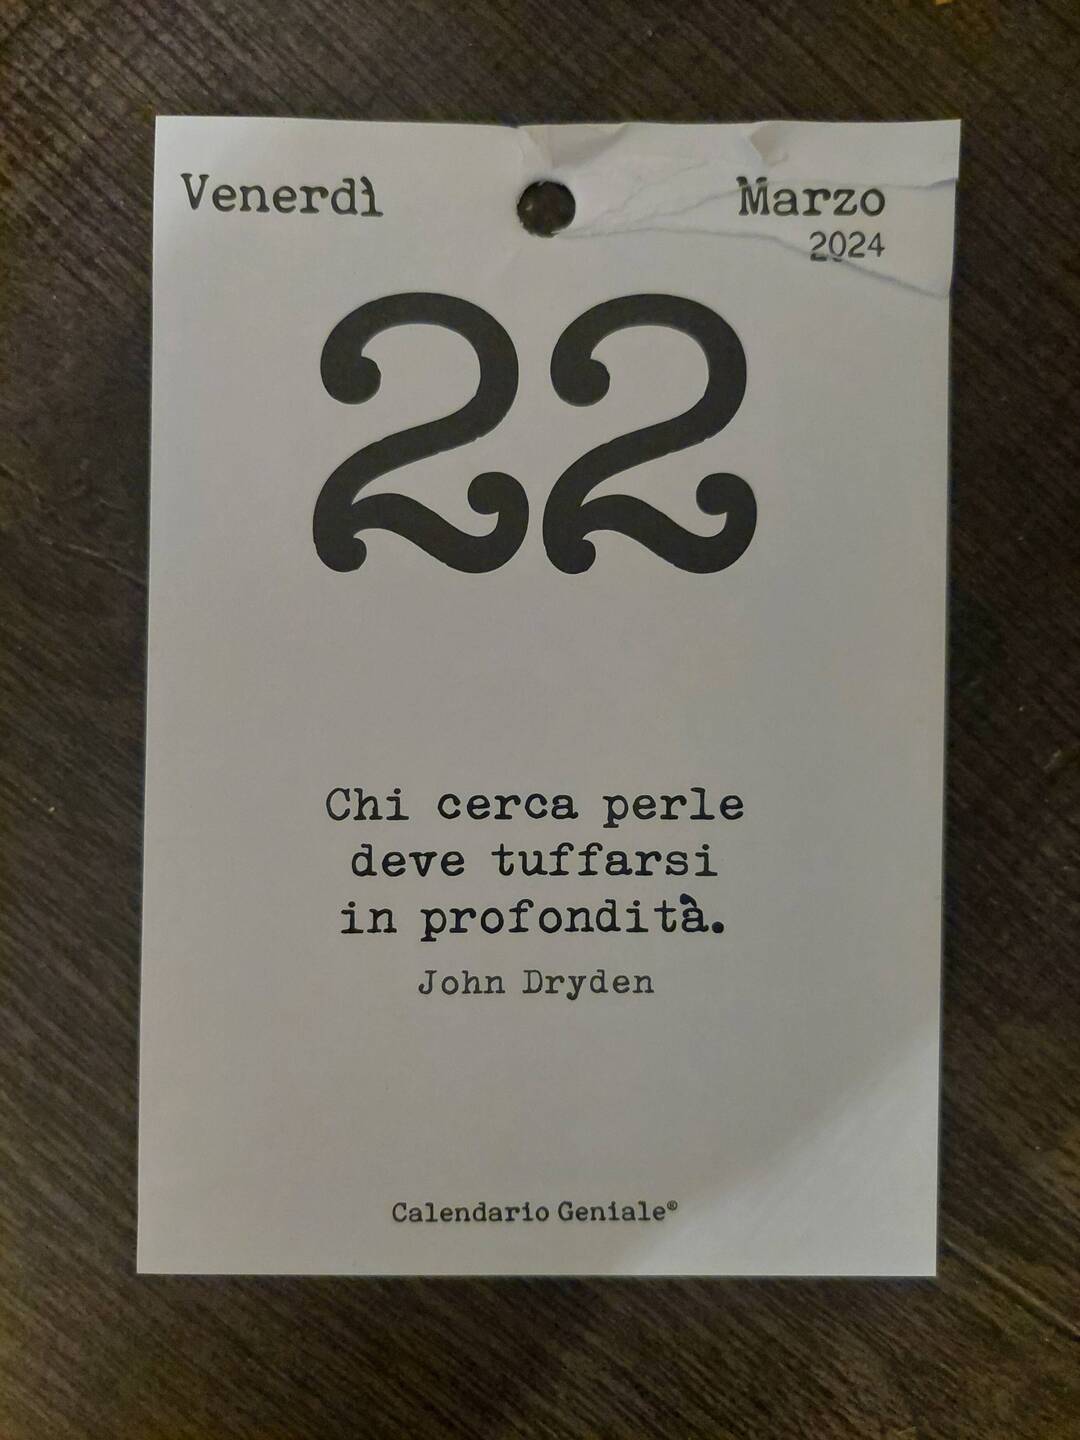 Venerdì
Marzo
2024
22
Chi cerca perle
deve tuffarsi
in profondità.
John Dryden
Calendario Geniale®